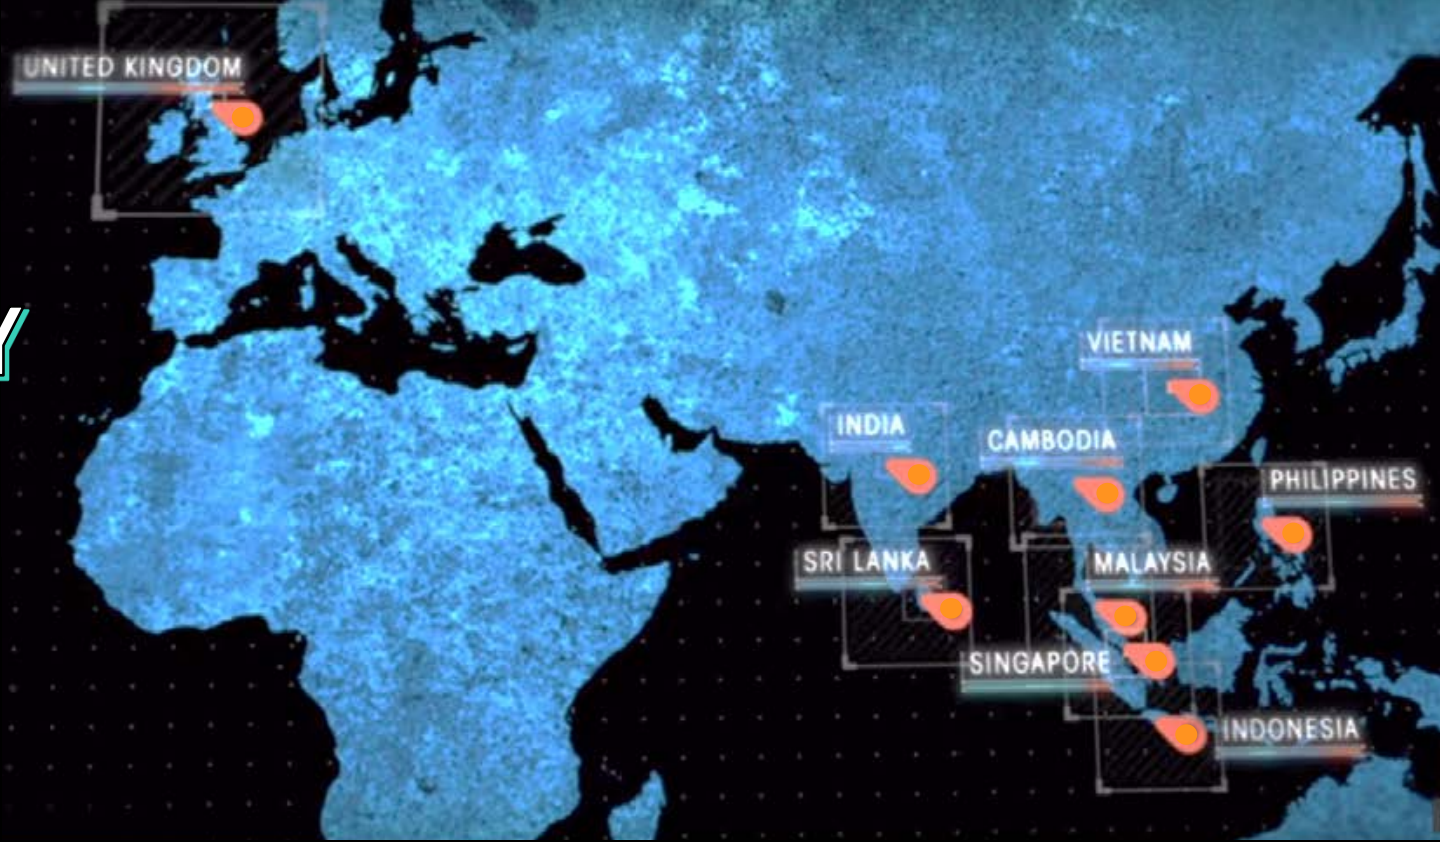 UNITED KINGDOM
Y
VIETNAM
INDIA
CAMBODIA
PHILIPPINES
SRI LANKA
MALAYSIA
SINGAPORE
INDONESIA